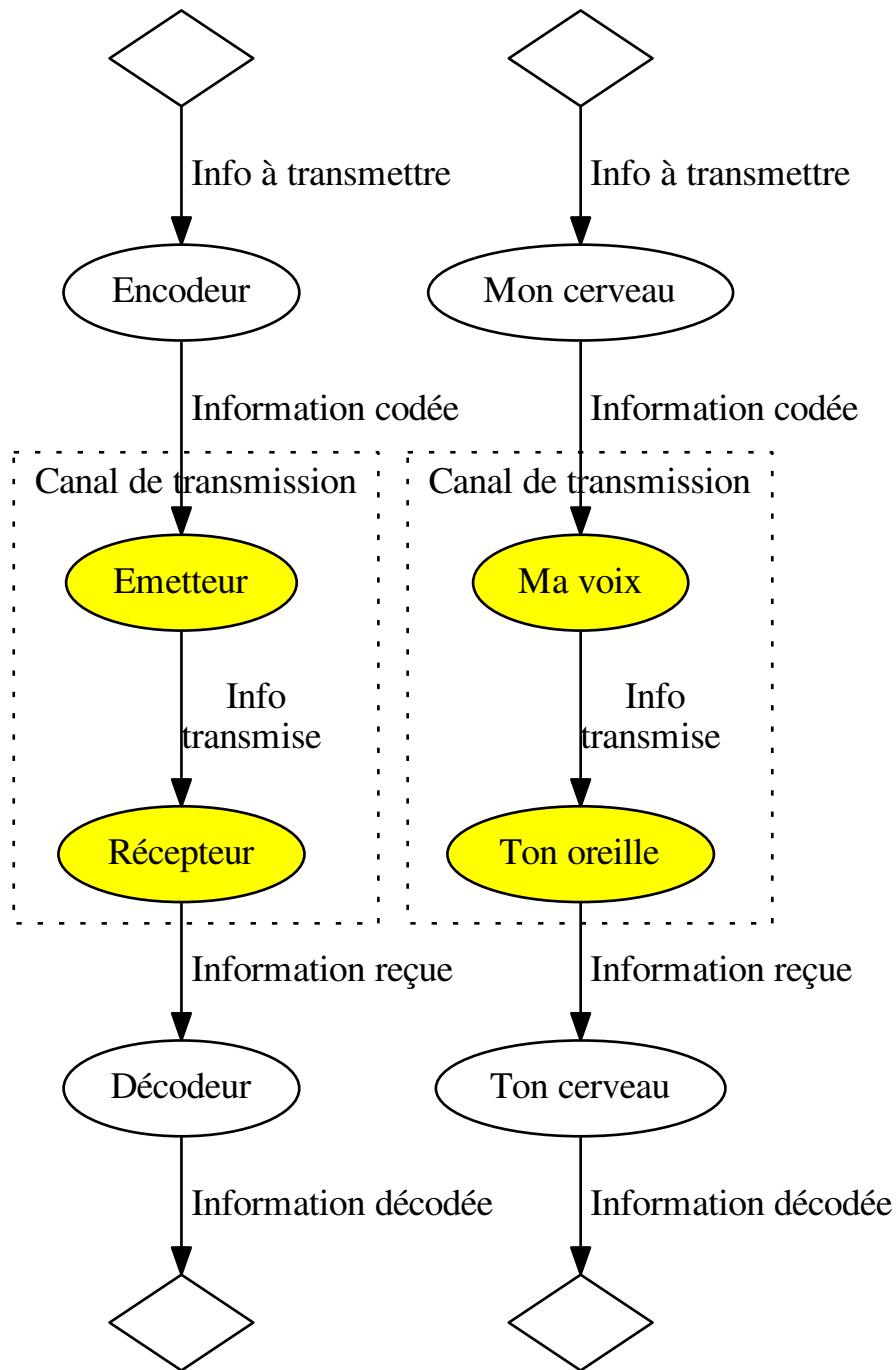 Info à transmettre
Encodeur
Information codée
Canal de transmission
Emetteur
Info
transmise
Récepteur
Information reçue
Décodeur
Information décodée
Info à transmettre
Mon cerveau
Information codée
Canal de transmission
Ma voix
Info
transmise
Ton oreille
Information reçue
Ton cerveau
Information décodée